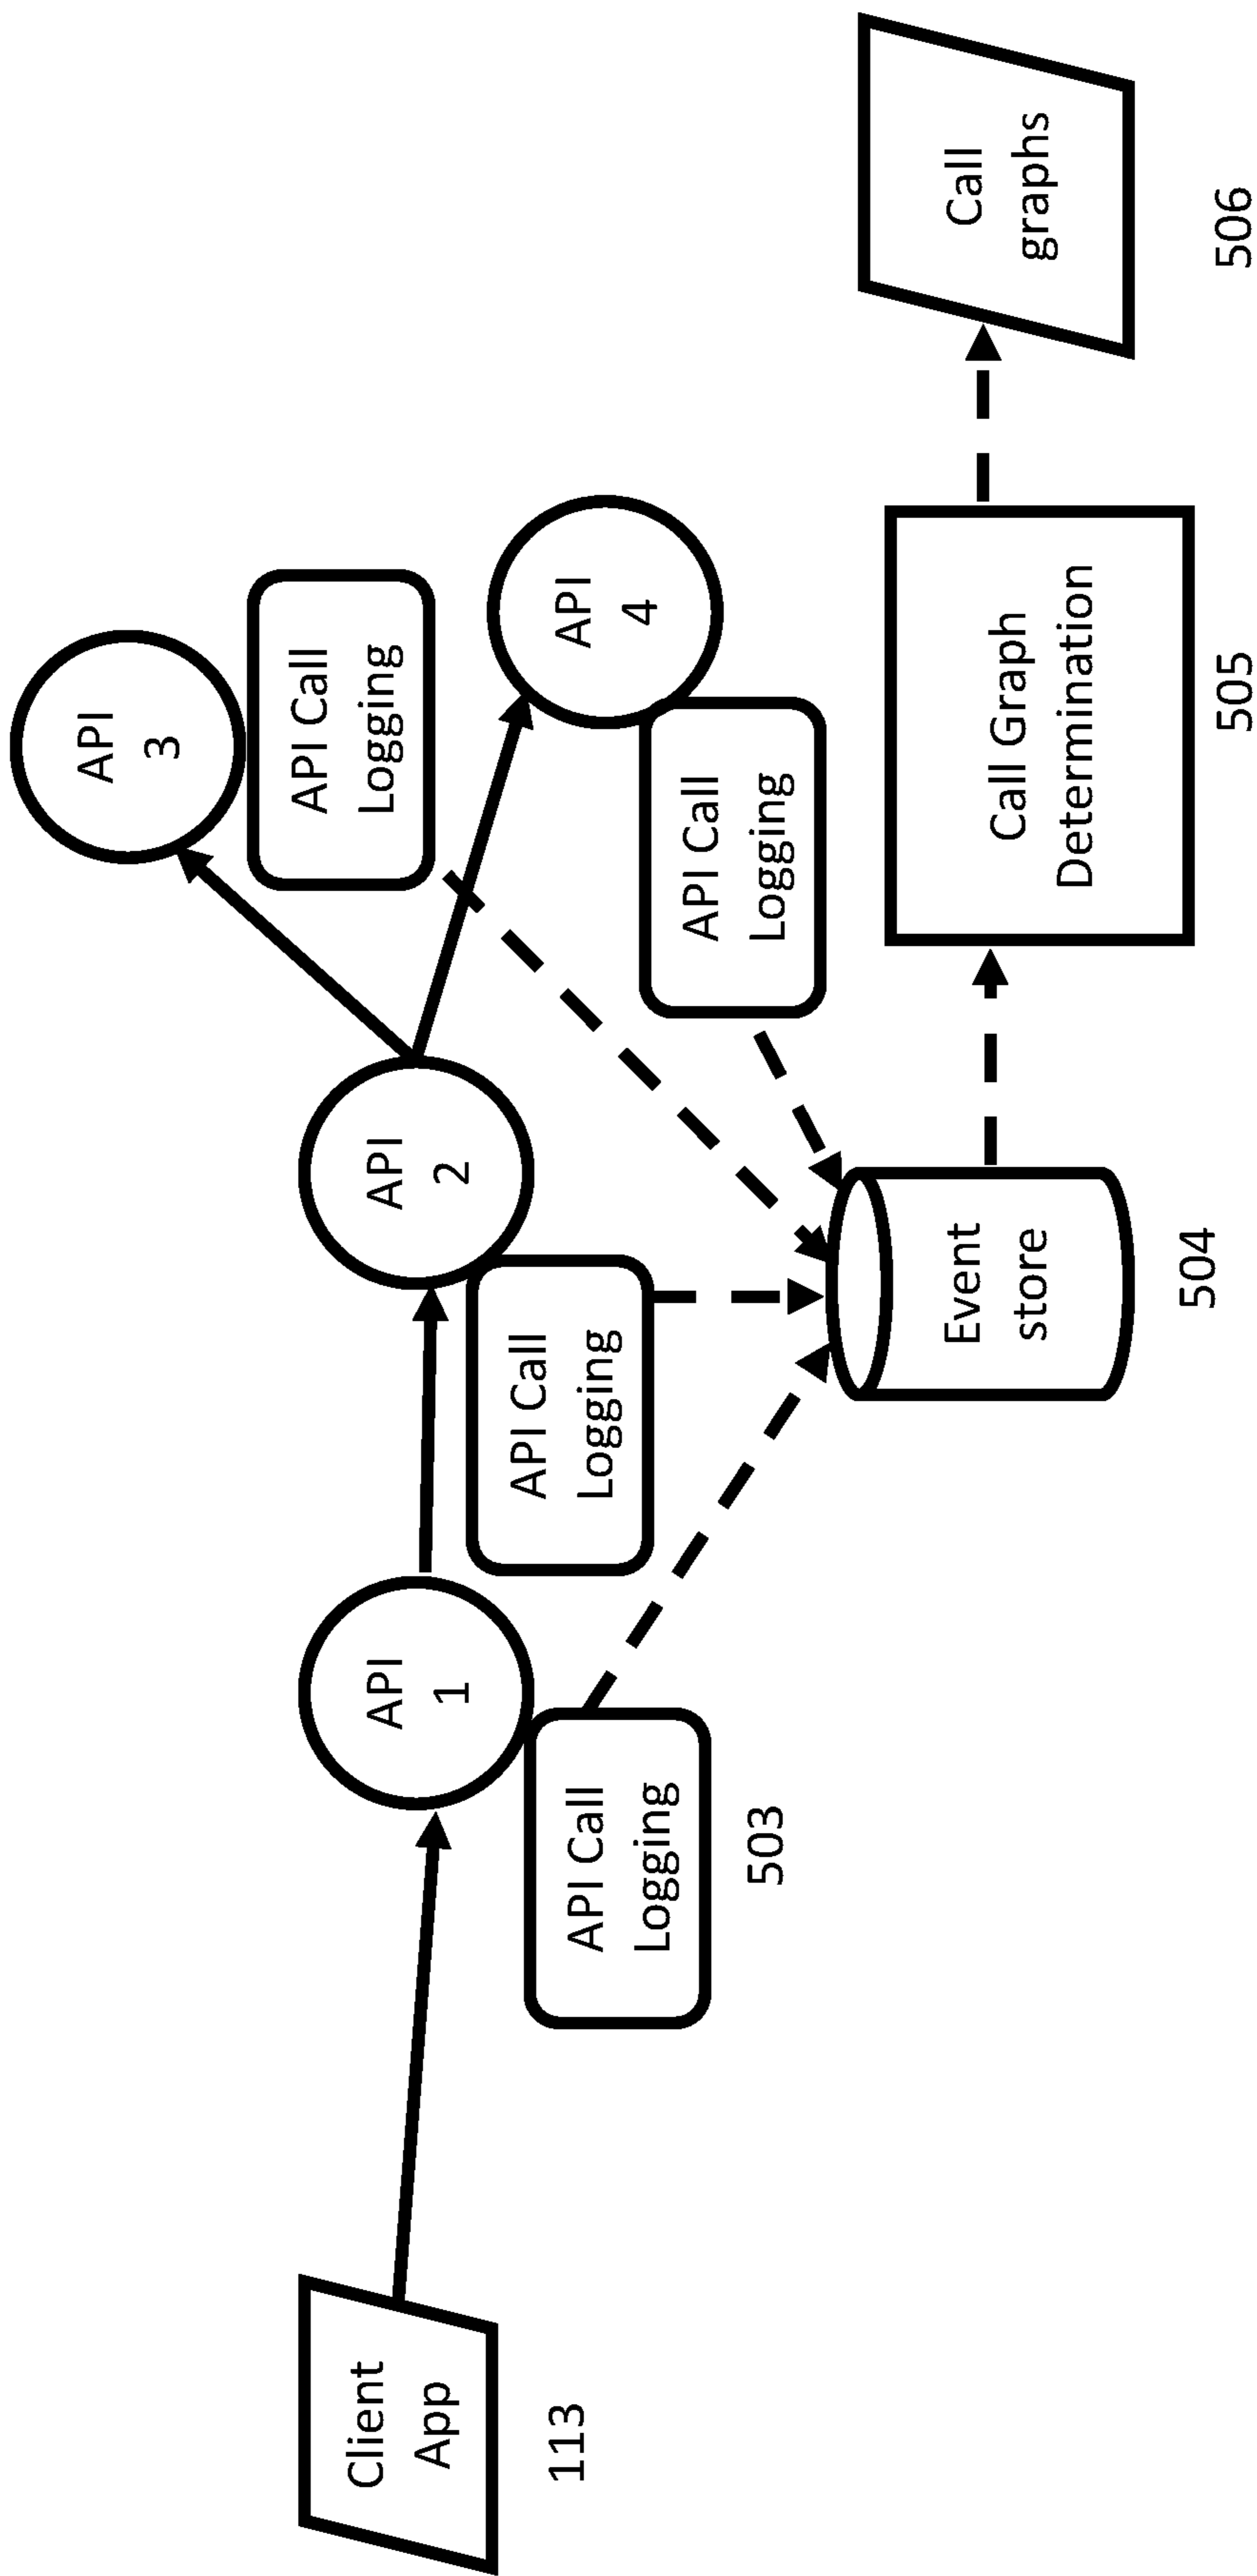 API
3
API Call
Logging
Client
App
113
API
1
API Call
Logging
503
API
2
API Call
Logging
API
4
API Call
Logging
Event
store
504
Call Graph
Determination
505
Call
graphs
506